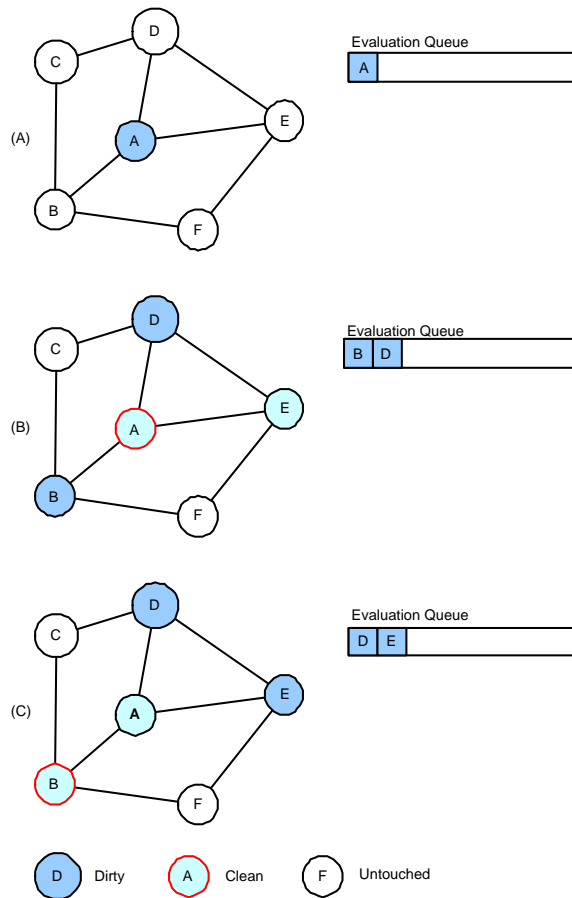 D
C
Evaluation Queue
A
E
(A)
A
B
F
D
Evaluation Queue
B D
C
E
(B)
A
B
F
D
Evaluation Queue
D E
C
E
(C)
A
B
F
D Dirty A Clean F Untouched